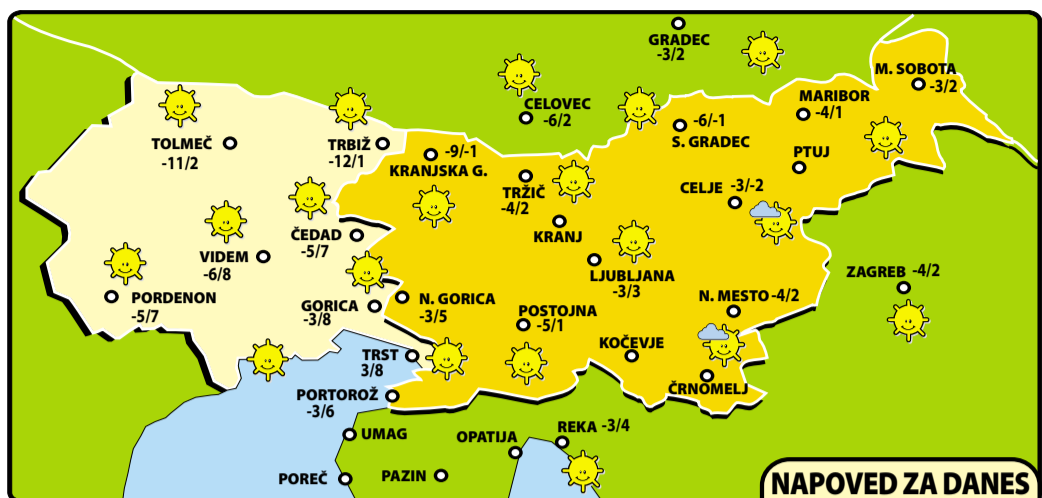 GRADEC
-3/2
M. SOBOTA
-3/2
CELOVEC
-6/2
MARIBOR
-4/1
-6/-1
S. GRADEC
TOLMEČ
-11/2
TRBIŽ
-12/1
-9/-1
KRANJSKA G.
PTUJ
TRŽIČ
-4/2
CELJE -3/-2
KRANJ
ČEDAD
-5/7
VIDEM
-6/8
LJUBLJANA
-3/3
ZAGREB -4/2
PORDENON
-5/7
GORICA
-3/8
N. GORICA
-3/5
POSTOJNA
-5/1
N. MESTO -4/2
KOČEVJE
TRST
3/8
ČRNOMELJ
PORTOROŽ
-3/6
UMAG
OPATIJA
REKA -3/4
POREČ
PAZIN
NAPOVED ZA DANES